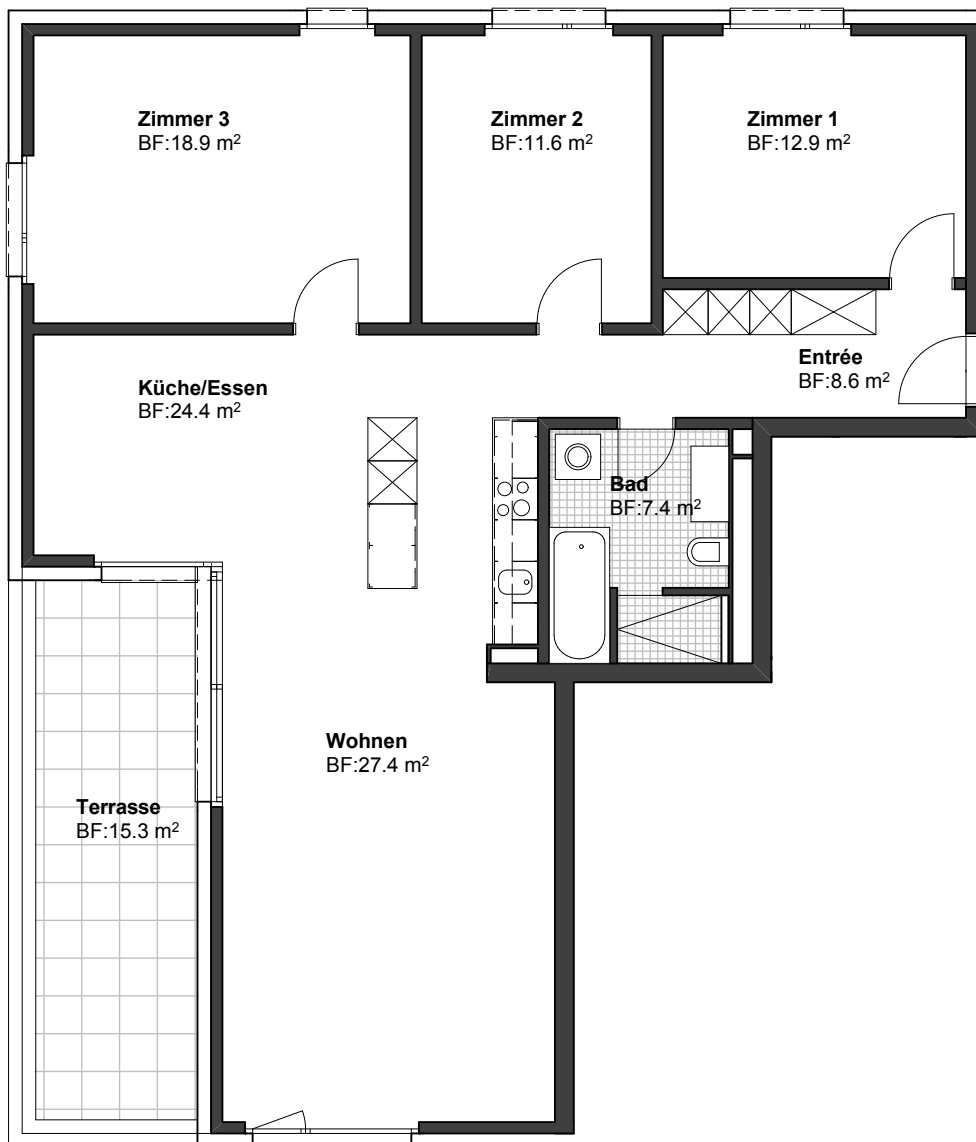 Zimmer 3
BF:18.9 m²
Zimmer 2
BF:11.6 m²
Zimmer 1
BF:12.9 m²
Entrée
BF:8.6 m²
Küche/Essen
BF:24.4 m²
Bad
BF:7.4 m²
Wohnen
BF:27.4 m²
Terrasse
BF:15.3 m²